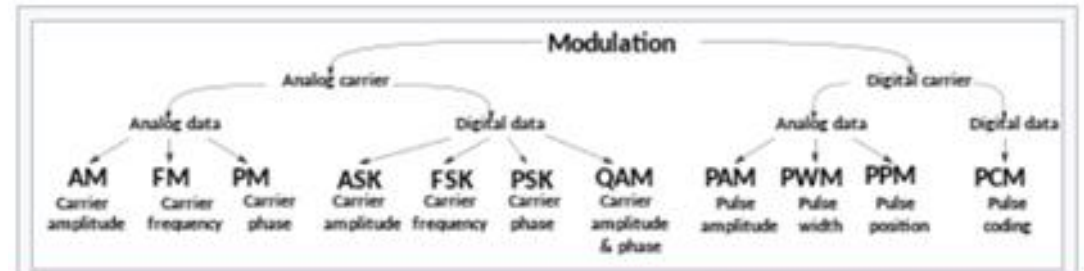 Modulation
Analog carrier Digital carrier
Analog data Digital data Analog data Digital data
AM FM PM ASK FSK PSK QAM PAM PWM PPM PCM
Carrier Carrier Carrier Carrier Carrier Carrier Carrier Pulse Pulse Pulse Pulse
amplitude frequency phase amplitude frequency phase amplitude amplitude width position coding
& phase